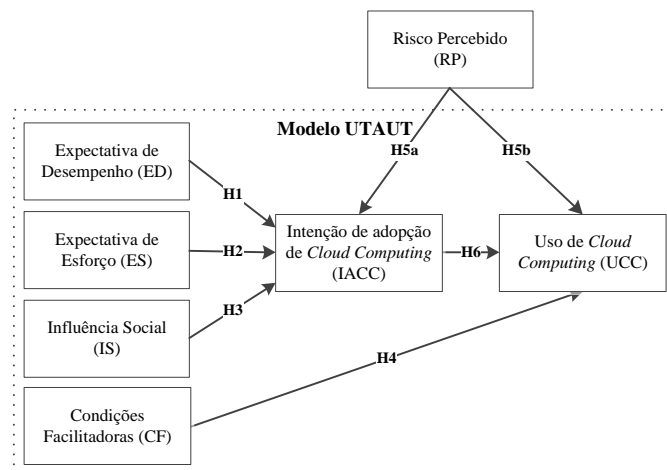 Risco Percebido
(RP)
Modelo UTAUT
Expectativa de
Desempenho (ED)
H5a
H5b
H1
Expectativa de
Esforço (ES)
H2
Intenção de adopção
de Cloud Computing
(IACC)
H6
Uso de Cloud
Computing (UCC)
H3
Influência Social
(IS)
H4
Condições
Facilitadoras (CF)